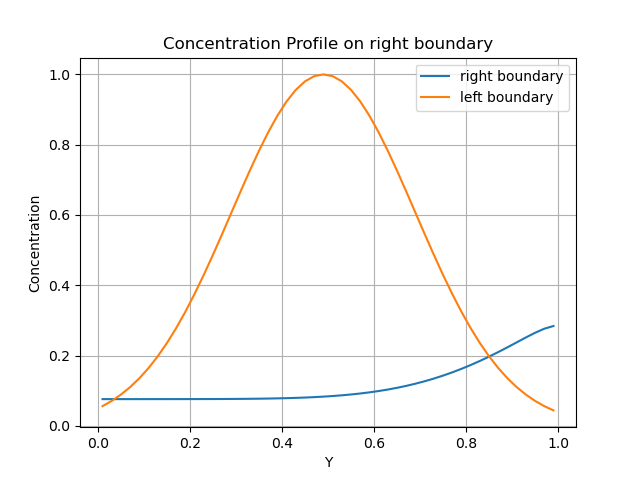 Concentration Profile on right boundary
right boundary
left boundary
Concentration
1.0
0.8
0.6
0.4
0.2
0.0
0.0 0.2 0.4 0.6 0.8 1.0
Y